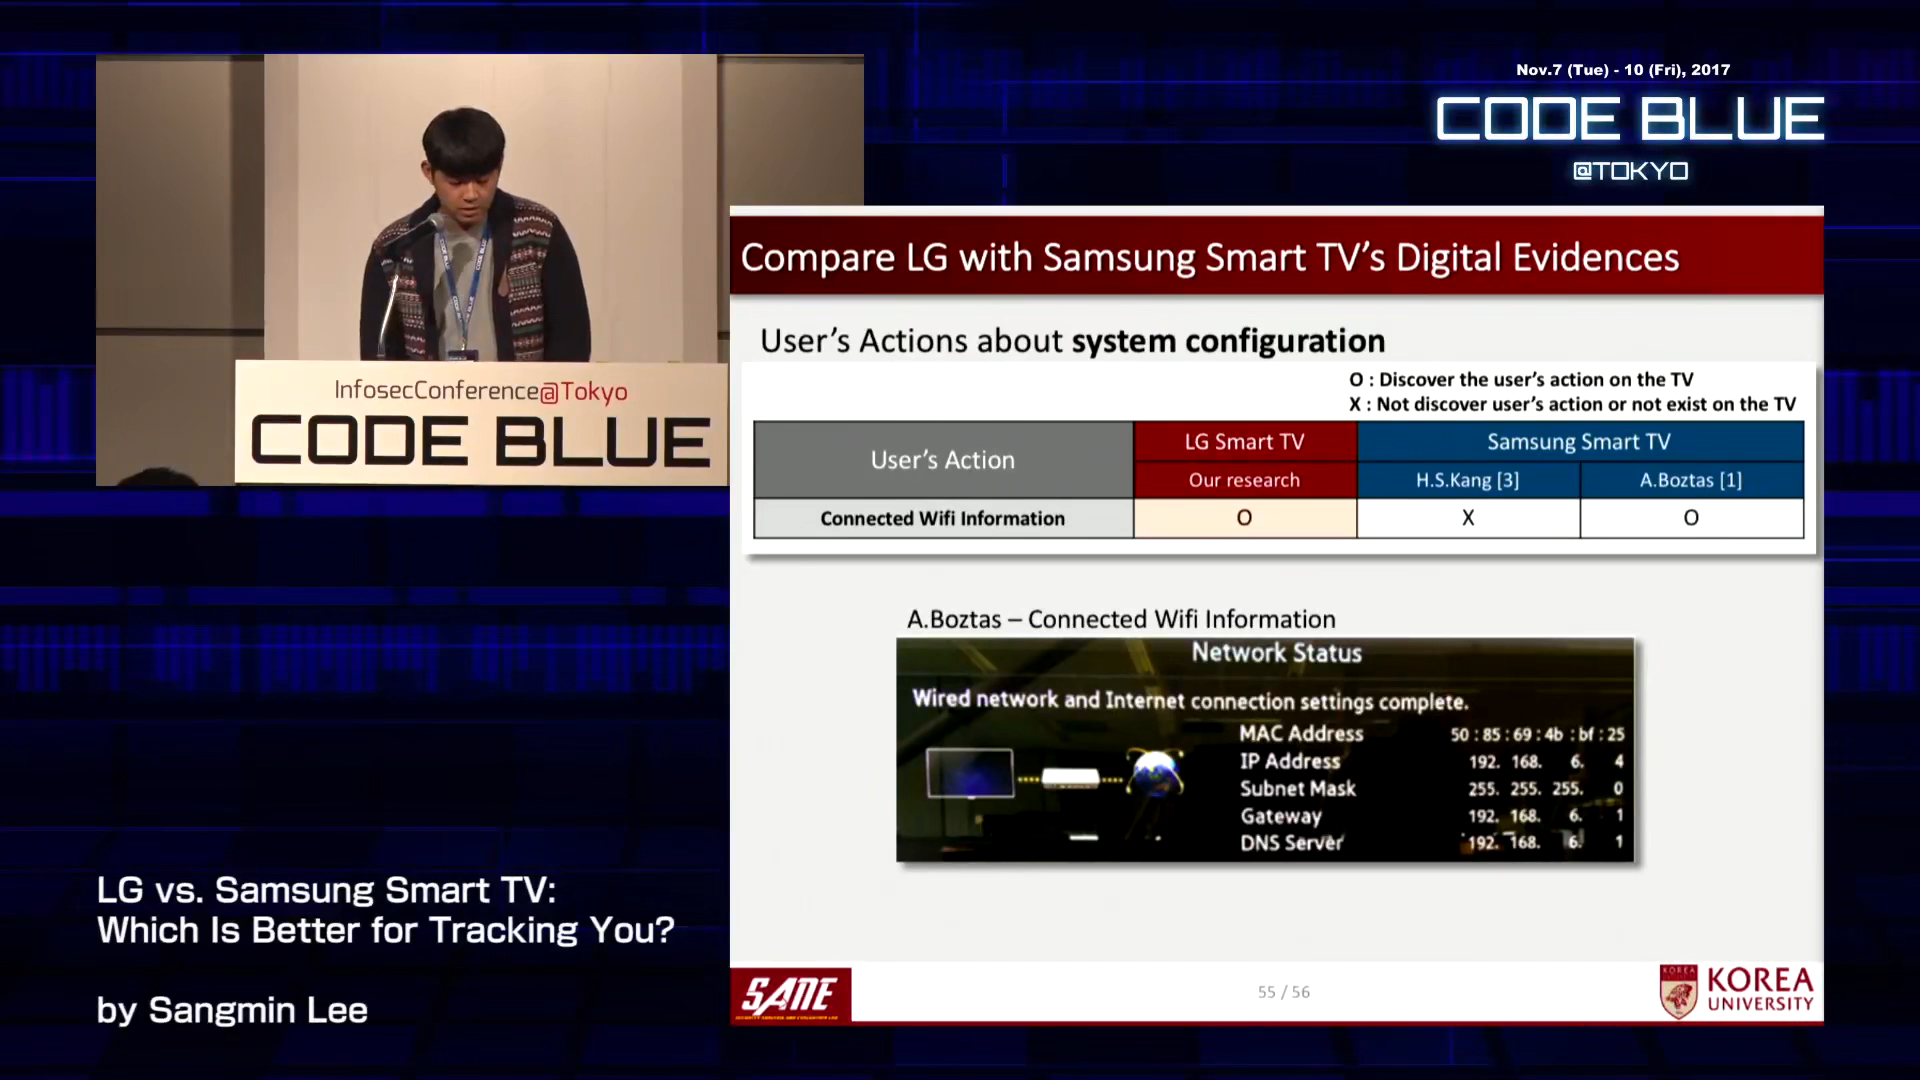 Nov.7 (Tue) - 10 (Fri), 2017
CODE BLUE
@TOKYO
InfosecConference@Tokyo
CODE BLUE
LG vs. Samsung Smart TV:
Which Is Better for Tracking You?
by Sangmin Lee
Compare LG with Samsung Smart TV's Digital Evidences
User's Actions about system configuration
O : Discover the user's action on the TV
X : Not discover user's action or not exist on the TV
User's Action LG Smart TV Samsung Smart TV
Our research H.S.Kang [3] A.Boztas [1]
Connected Wifi Information O X O
A.Boztas – Connected Wifi Information
Network Status
Wired network and Internet connection settings complete.
MAC Address 50 : 85 : 69 : 4b : bf : 25
IP Address 192. 168. 6. 4
Subnet Mask 255. 255. 255. 0
Gateway 192. 168. 6. 1
DNS Server 192. 168. 6. 1
SANE
55 / 56
KOREA
UNIVERSITY